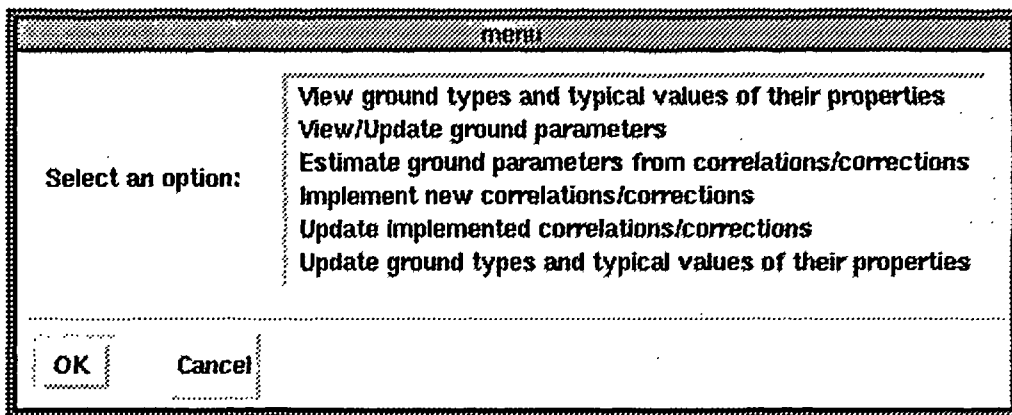 menu
View ground types and typical values of their properties
View/Update ground parameters
Estimate ground parameters from correlations/corrections
Select an option:
Implement new correlations/corrections
Update implemented correlations/corrections
Update ground types and typical values of their properties
OK Cancel